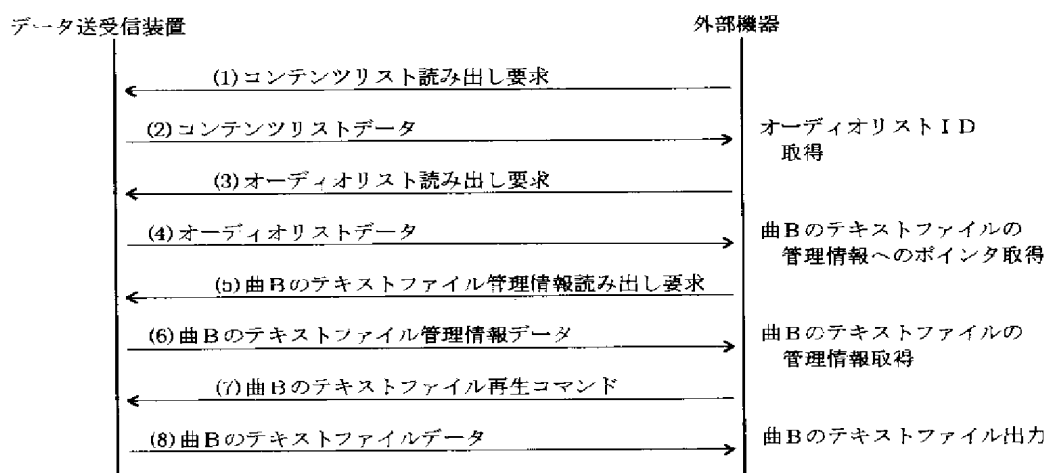 データ送受信装置
外部機器
(1)コンテンツリスト読み出し要求
(2)コンテンツリストデータ
オーディオリストID
取得
(3)オーディオリスト読み出し要求
(4)オーディオリストデータ
曲Bのテキストファイルの
管理情報へのポインタ取得
(5)曲Bのテキストファイル管理情報読み出し要求
(6)曲Bのテキストファイル管理情報データ
曲Bのテキストファイルの
管理情報取得
(7)曲Bのテキストファイル再生コマンド
(8)曲Bのテキストファイルデータ
曲Bのテキストファイル出力